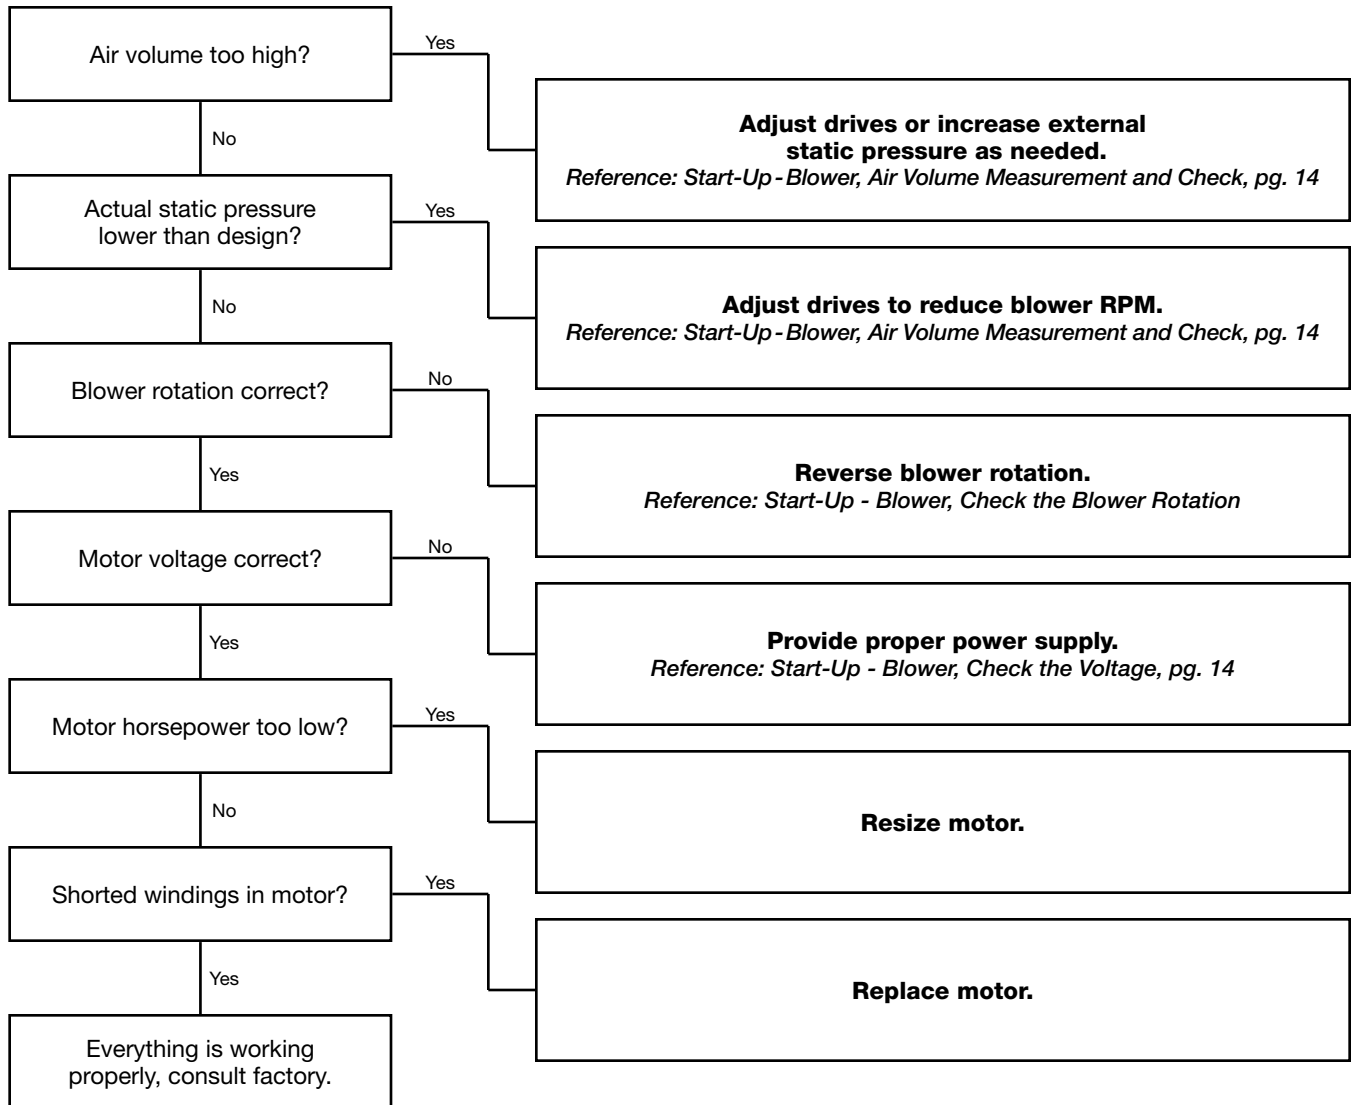 Air volume too high?
Yes
Adjust drives or increase external
static pressure as needed.
Reference: Start-Up - Blower, Air Volume Measurement and Check, pg. 14
No
Actual static pressure
lower than design?
Yes
Adjust drives to reduce blower RPM.
Reference: Start-Up - Blower, Air Volume Measurement and Check, pg. 14
No
Blower rotation correct?
No
Reverse blower rotation.
Reference: Start-Up - Blower, Check the Blower Rotation
Yes
Motor voltage correct?
No
Provide proper power supply.
Reference: Start-Up - Blower, Check the Voltage, pg. 14
Yes
Motor horsepower too low?
Yes
Resize motor.
No
Shorted windings in motor?
Yes
Replace motor.
Yes
Everything is working
properly, consult factory.